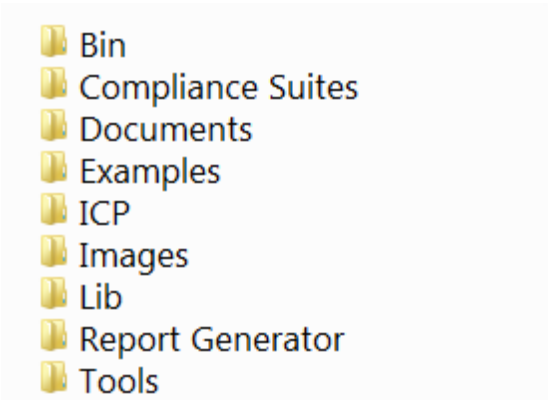 Bin
Compliance Suites
Documents
Examples
ICP
Images
Lib
Report Generator
Tools